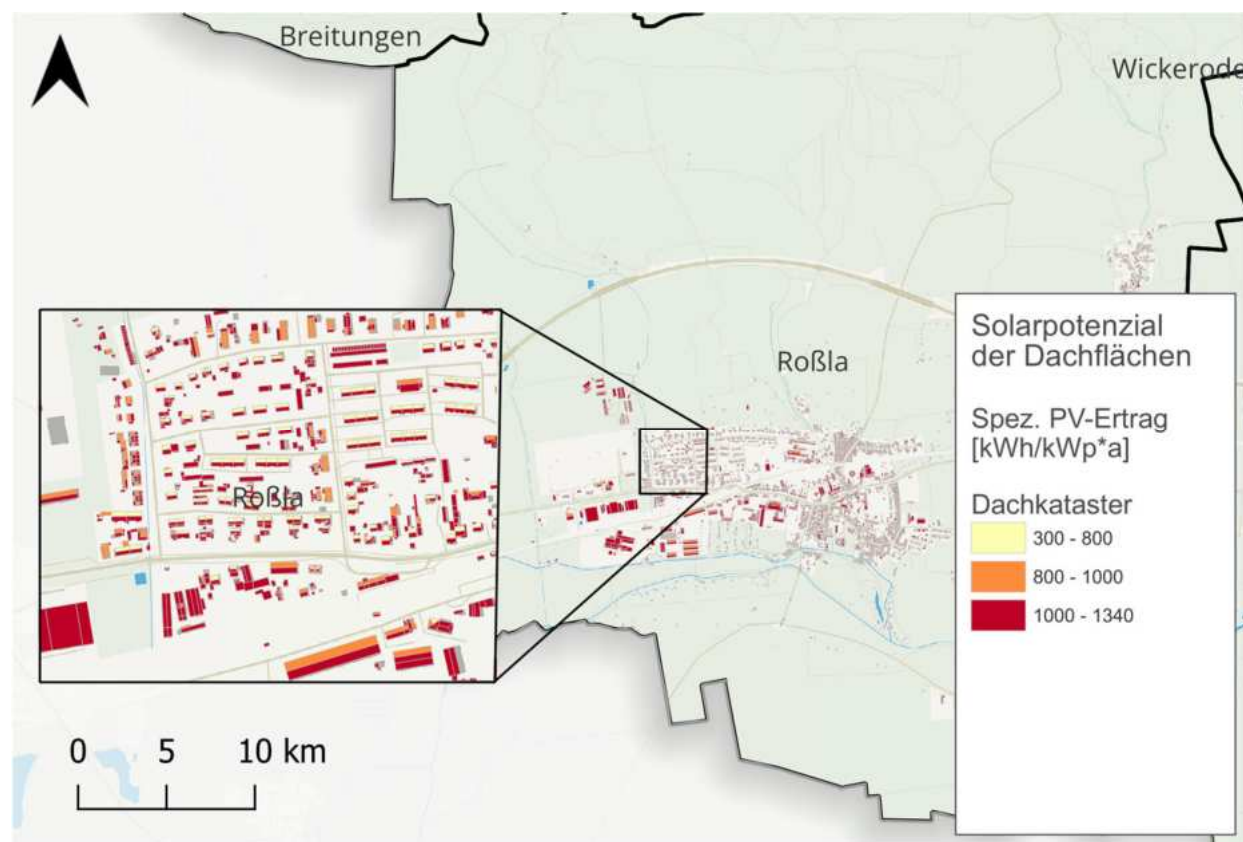 Breitungen
Wickerode
Roßla
Roßla
Solarpotenzial
der Dachflächen
Spez. PV-Ertrag
[kWh/kWp*a]
Dachkataster
300 - 800
800 - 1000
1000 - 1340
0 5 10 km